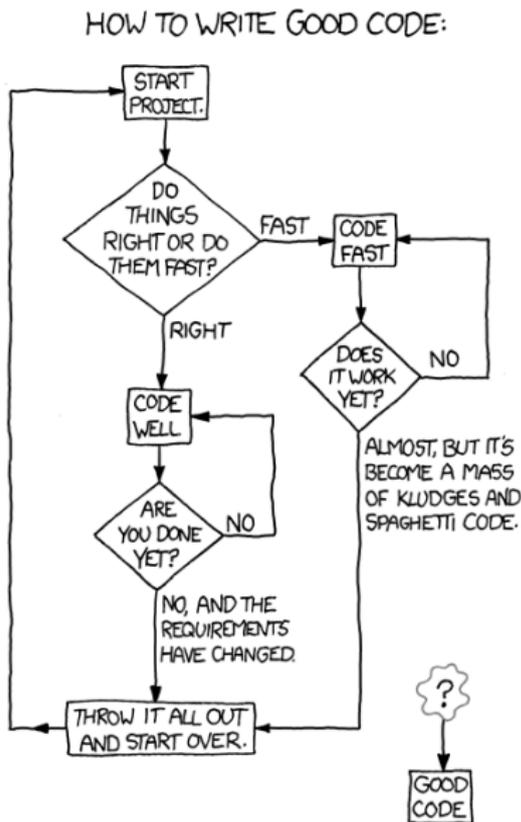 HOW TO WRITE GOOD CODE:
START
PROJECT.
DO
THINGS
RIGHT OR DO
THEM FAST?
FAST
CODE
FAST
RIGHT
DOES
IT WORK
YET?
NO
CODE
WELL
ALMOST, BUT IT'S
BECOME A MASS
OF KLUDGES AND
SPAGHETTI CODE.
ARE
YOU DONE
YET?
NO
NO, AND THE
REQUIREMENTS
HAVE CHANGED.
THROW IT ALL OUT
AND START OVER.
?
GOOD
CODE